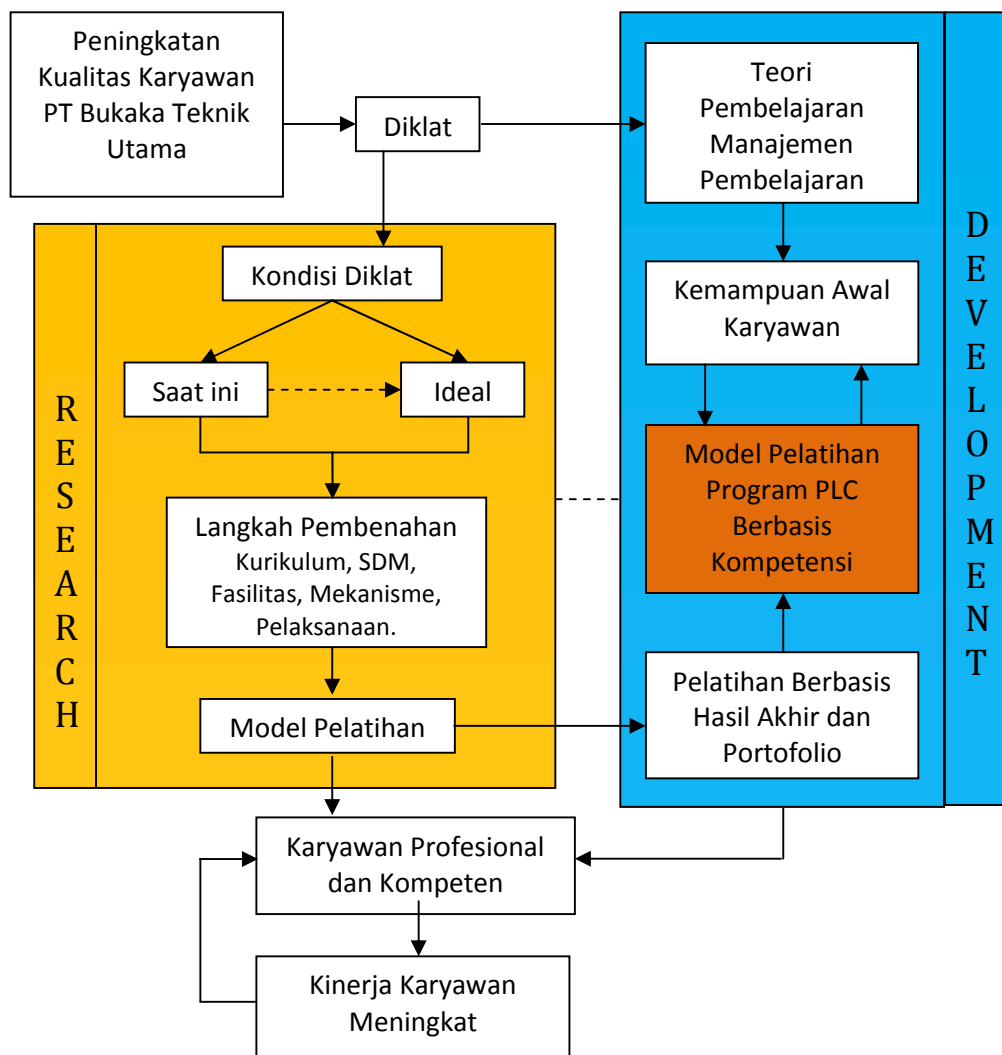 Peningkatan
Kualitas Karyawan
PT Bukaka Teknik
Utama
Diklat
Teori
Pembelajaran
Manajemen
Pembelajaran
RESEARCH
Kondisi Diklat
Saat ini
Ideal
Langkah Pembenahan
Kurikulum, SDM,
Fasilitas, Mekanisme,
Pelaksanaan.
Model Pelatihan
DEVELOPMENT
Kemampuan Awal
Karyawan
Model Pelatihan
Program PLC
Berbasis
Kompetensi
Pelatihan Berbasis
Hasil Akhir dan
Portofolio
Karyawan Profesional
dan Kompeten
Kinerja Karyawan
Meningkat